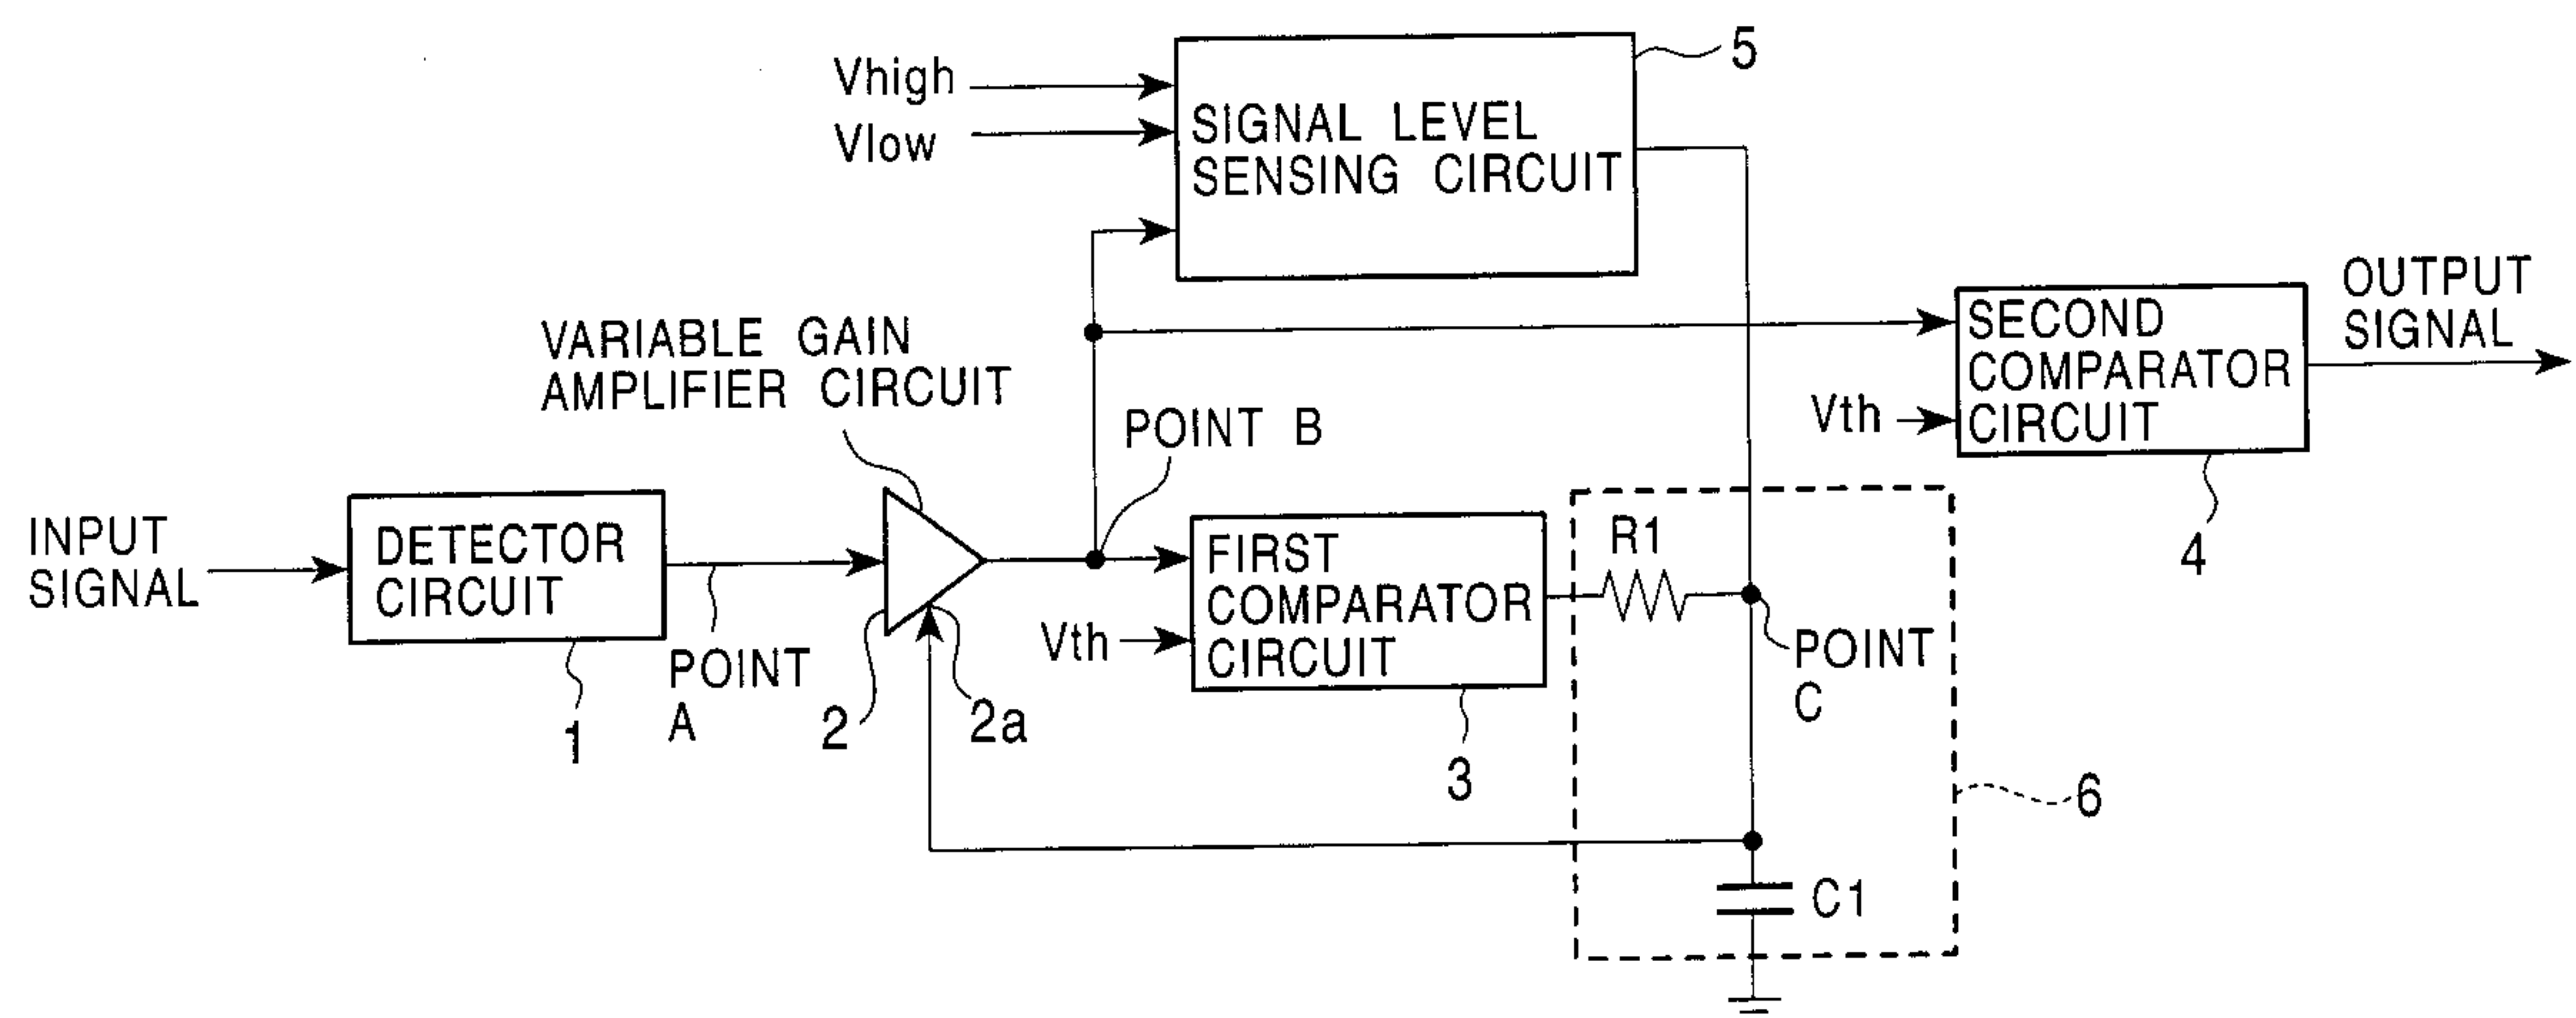 Vhigh
Vlow
SIGNAL LEVEL
SENSING CIRCUIT
5
VARIABLE GAIN
AMPLIFIER CIRCUIT
POINT B
SECOND
COMPARATOR
CIRCUIT
Vth
OUTPUT
SIGNAL
4
INPUT
SIGNAL
DETECTOR
CIRCUIT
1
POINT
A
2
2a
Vth
FIRST
COMPARATOR
CIRCUIT
3
R1
POINT
C
6
C1